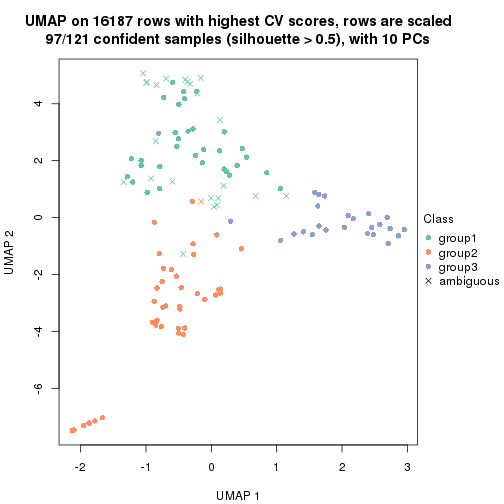 UMAP on 16187 rows with highest CV scores, rows are scaled
97/121 confident samples (silhouette > 0.5), with 10 PCs
UMAP 2
4
2
0
-2
-4
-6
-2
-1
0
1
2
3
UMAP 1
Class
group1
group2
group3
ambiguous